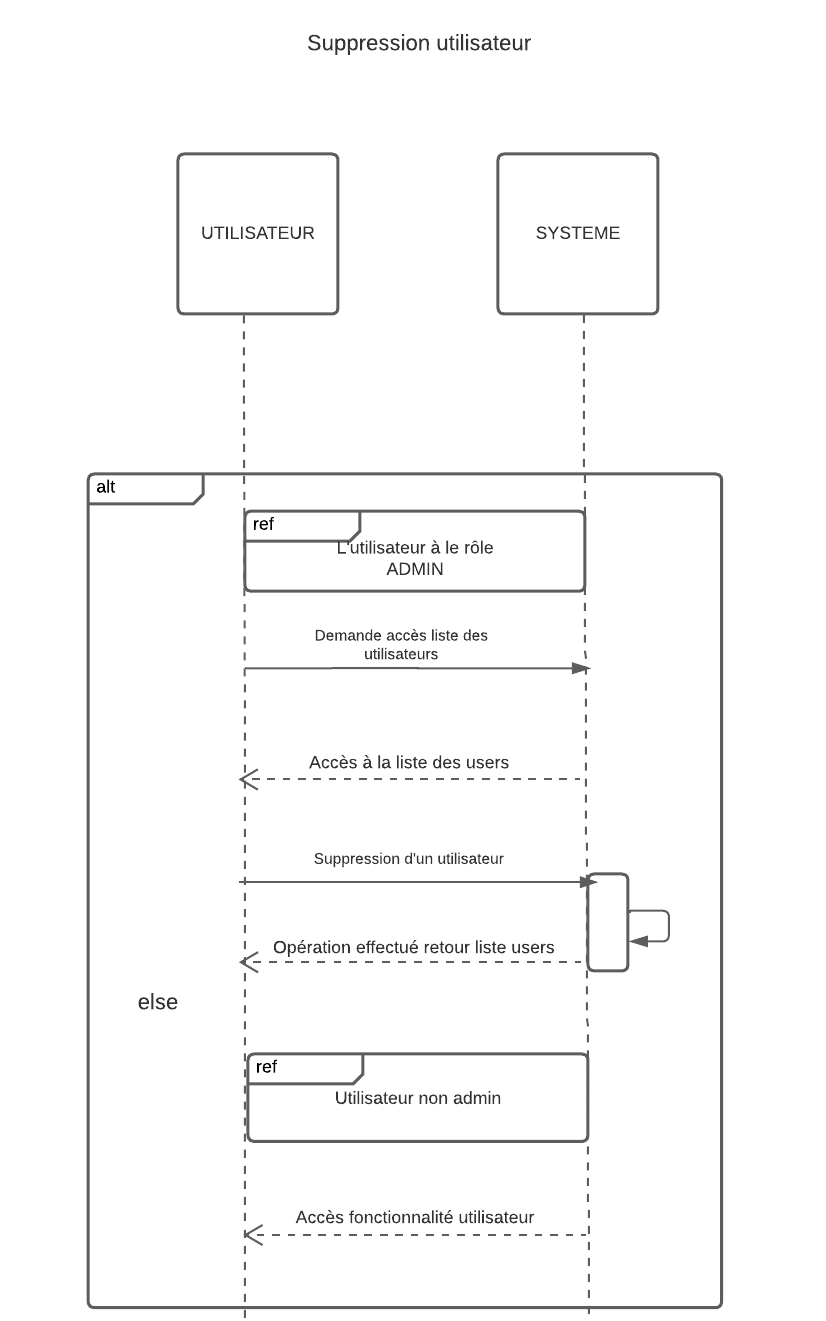 Suppression utilisateur
UTILISATEUR
SYSTEME
alt
ref
L'utilisateur à le rôle
ADMIN
Demande accès liste des
utilisateurs
Accès à la liste des users
Suppression d'un utilisateur
Opération effectué retour liste users
else
ref
Utilisateur non admin
Accès fonctionnalité utilisateur